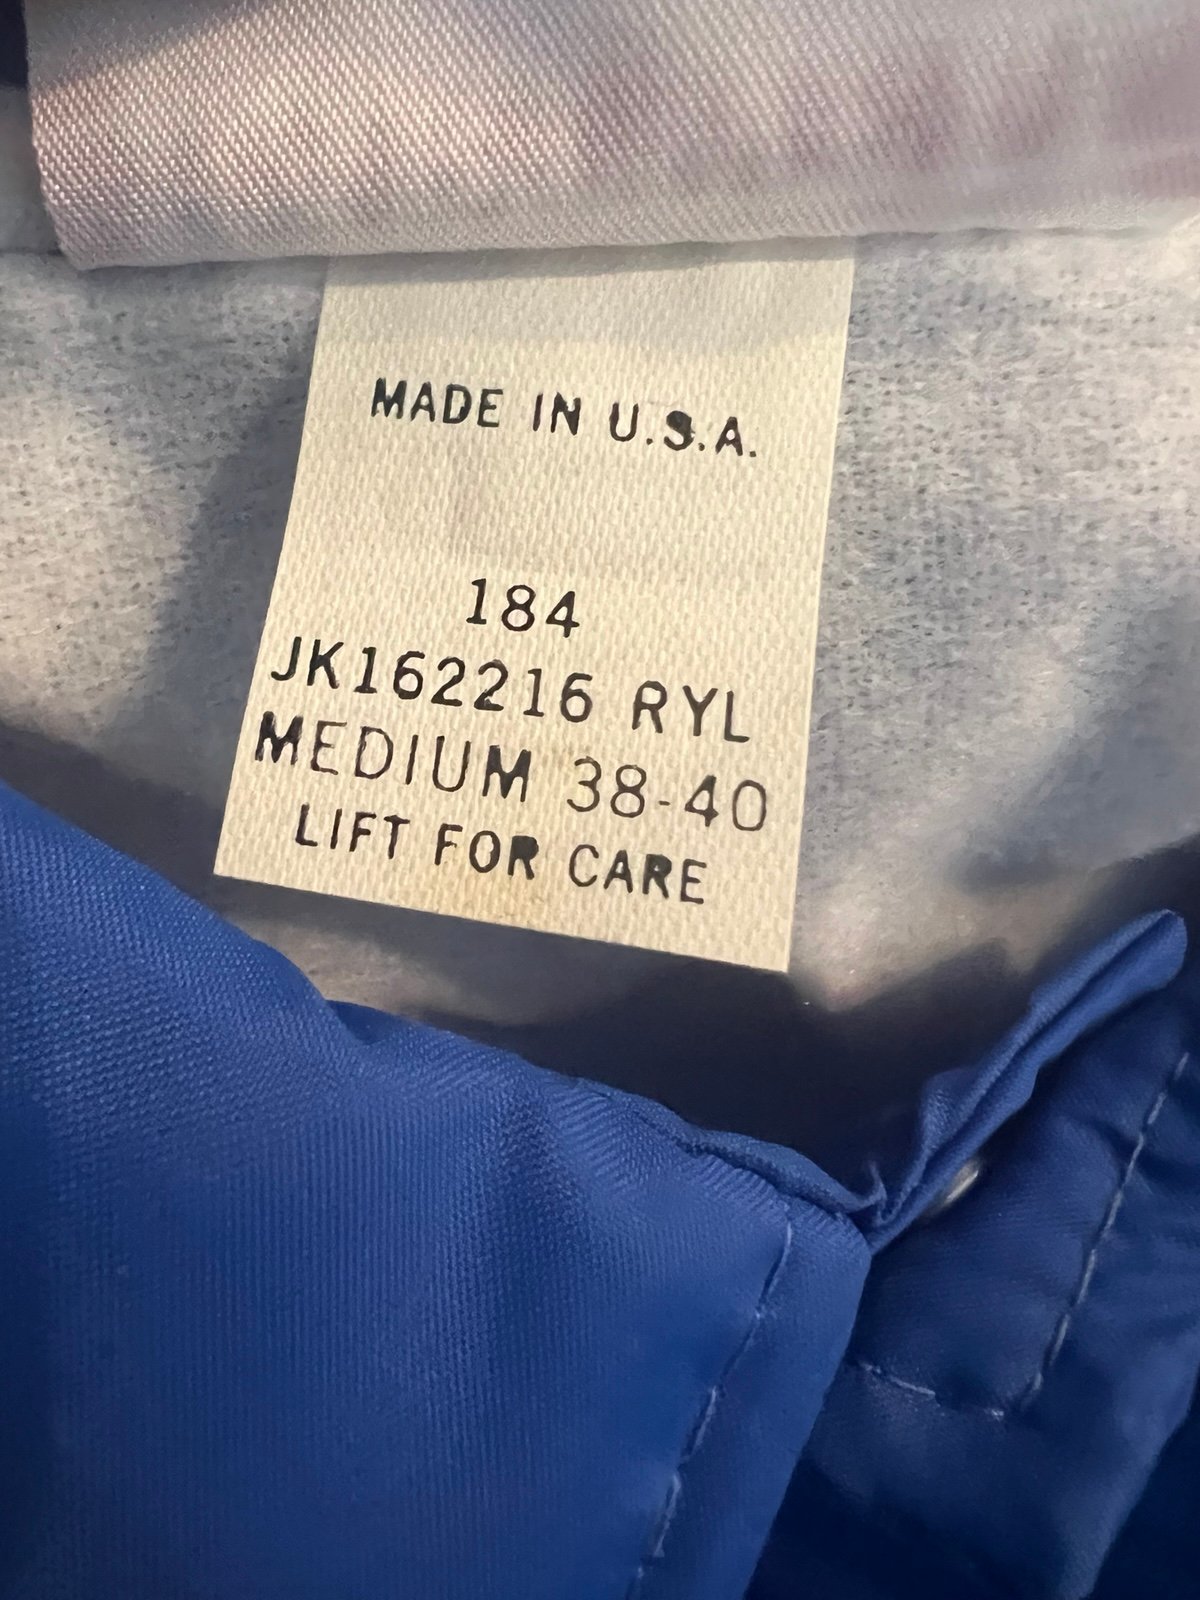 MADE IN U.S.A.
184
JK162216 RYL
MEDIUM 38-40
LIFT FOR CARE